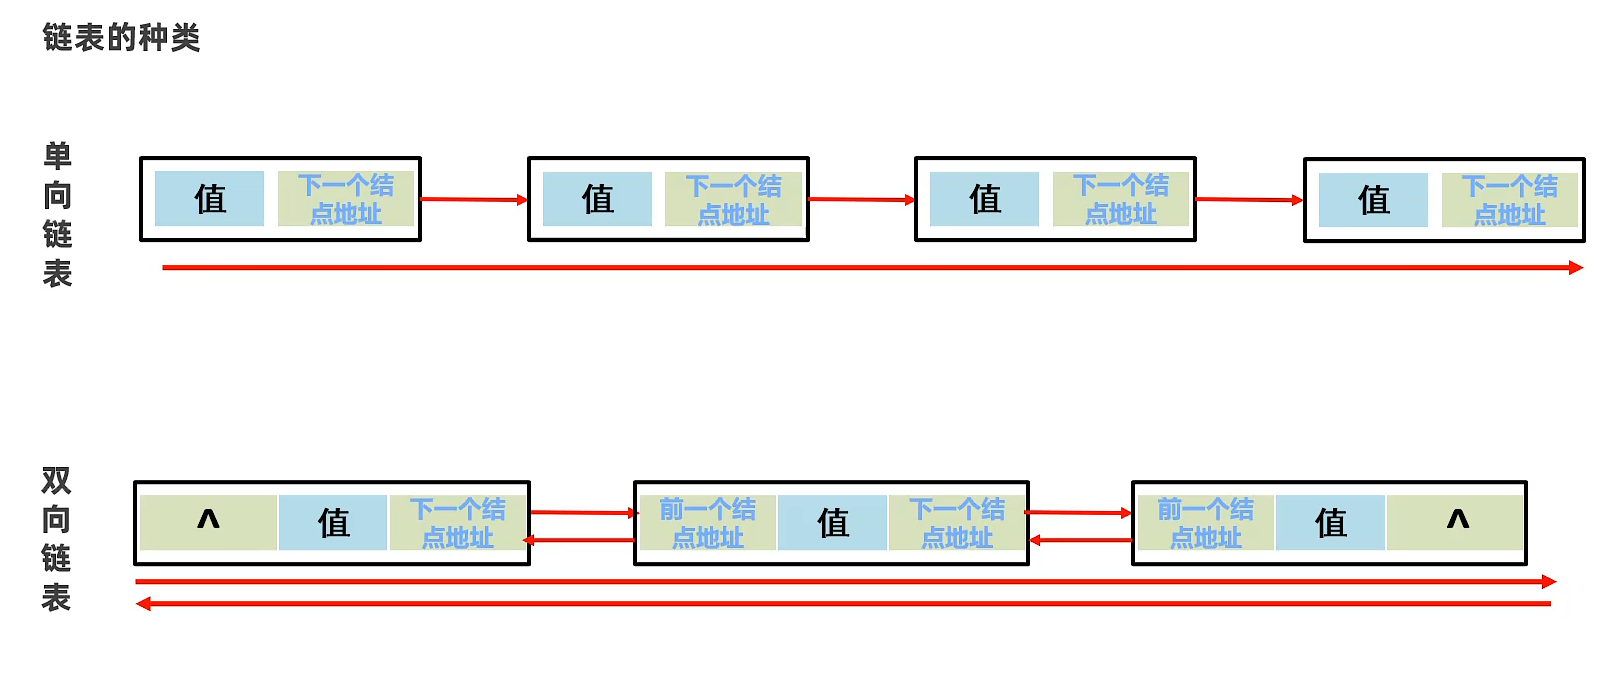 链表的种类
单向链表
值
下一个结
点地址
值
下一个结
点地址
值
下一个结
点地址
值
下一个结
点地址
双向链表
^
值
下一个结
点地址
前一个结
点地址
值
下一个结
点地址
前一个结
点地址
值
^